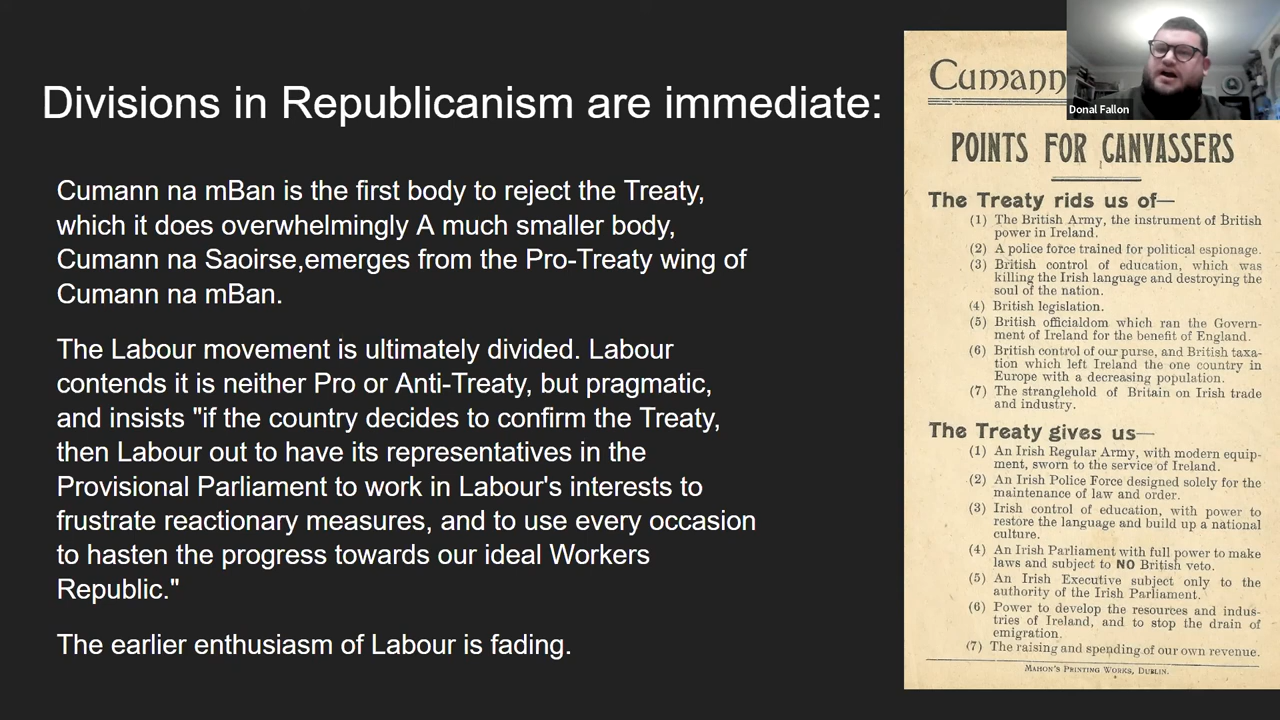 Divisions in Republicanism are immediate:
Cumann na mBan is the first body to reject the Treaty,
which it does overwhelmingly A much smaller body,
Cumann na Saoirse,emerges from the Pro-Treaty wing of
Cumann na mBan.
The Labour movement is ultimately divided. Labour
contends it is neither Pro or Anti-Treaty, but pragmatic,
and insists "if the country decides to confirm the Treaty,
then Labour out to have its representatives in the
Provisional Parliament to work in Labour's interests to
frustrate reactionary measures, and to use every occasion
to hasten the progress towards our ideal Workers
Republic."
The earlier enthusiasm of Labour is fading.
Cumann
Donal Fallon
POINTS FOR CANVASSERS
The Treaty rids us of—
(1) The British Army, the instrument of British
power in Ireland.
(2) A police force trained for political espionage.
(3) British control of education, which was
killing the Irish language and destroying the
soul of the nation.
(4) British legislation.
(5) British officialdom which ran the Govern-
ment of Ireland for the benefit of England.
(6) British control of our purse, and British taxa-
tion which left Ireland the one country in
Europe with a decreasing population.
(7) The stranglehold of Britain on Irish trade
and industry.
The Treaty gives us—
(1) An Irish Regular Army, with modern equip-
ment, sworn to the service of Ireland.
(2) An Irish Police Force designed solely for the
maintenance of law and order.
(3) Irish control of education, with power to
restore the language and build up a national
culture.
(4) An Irish Parliament with full power to make
laws and subject to NO British veto.
(5) An Irish Executive subject only to the
authority of the Irish Parliament.
(6) Power to develop the resources and indus-
tries of Ireland, and to stop the drain of
emigration.
(7) The raising and spending of our own revenue.
MAHON'S PRINTING WORKS, DUBLIN.